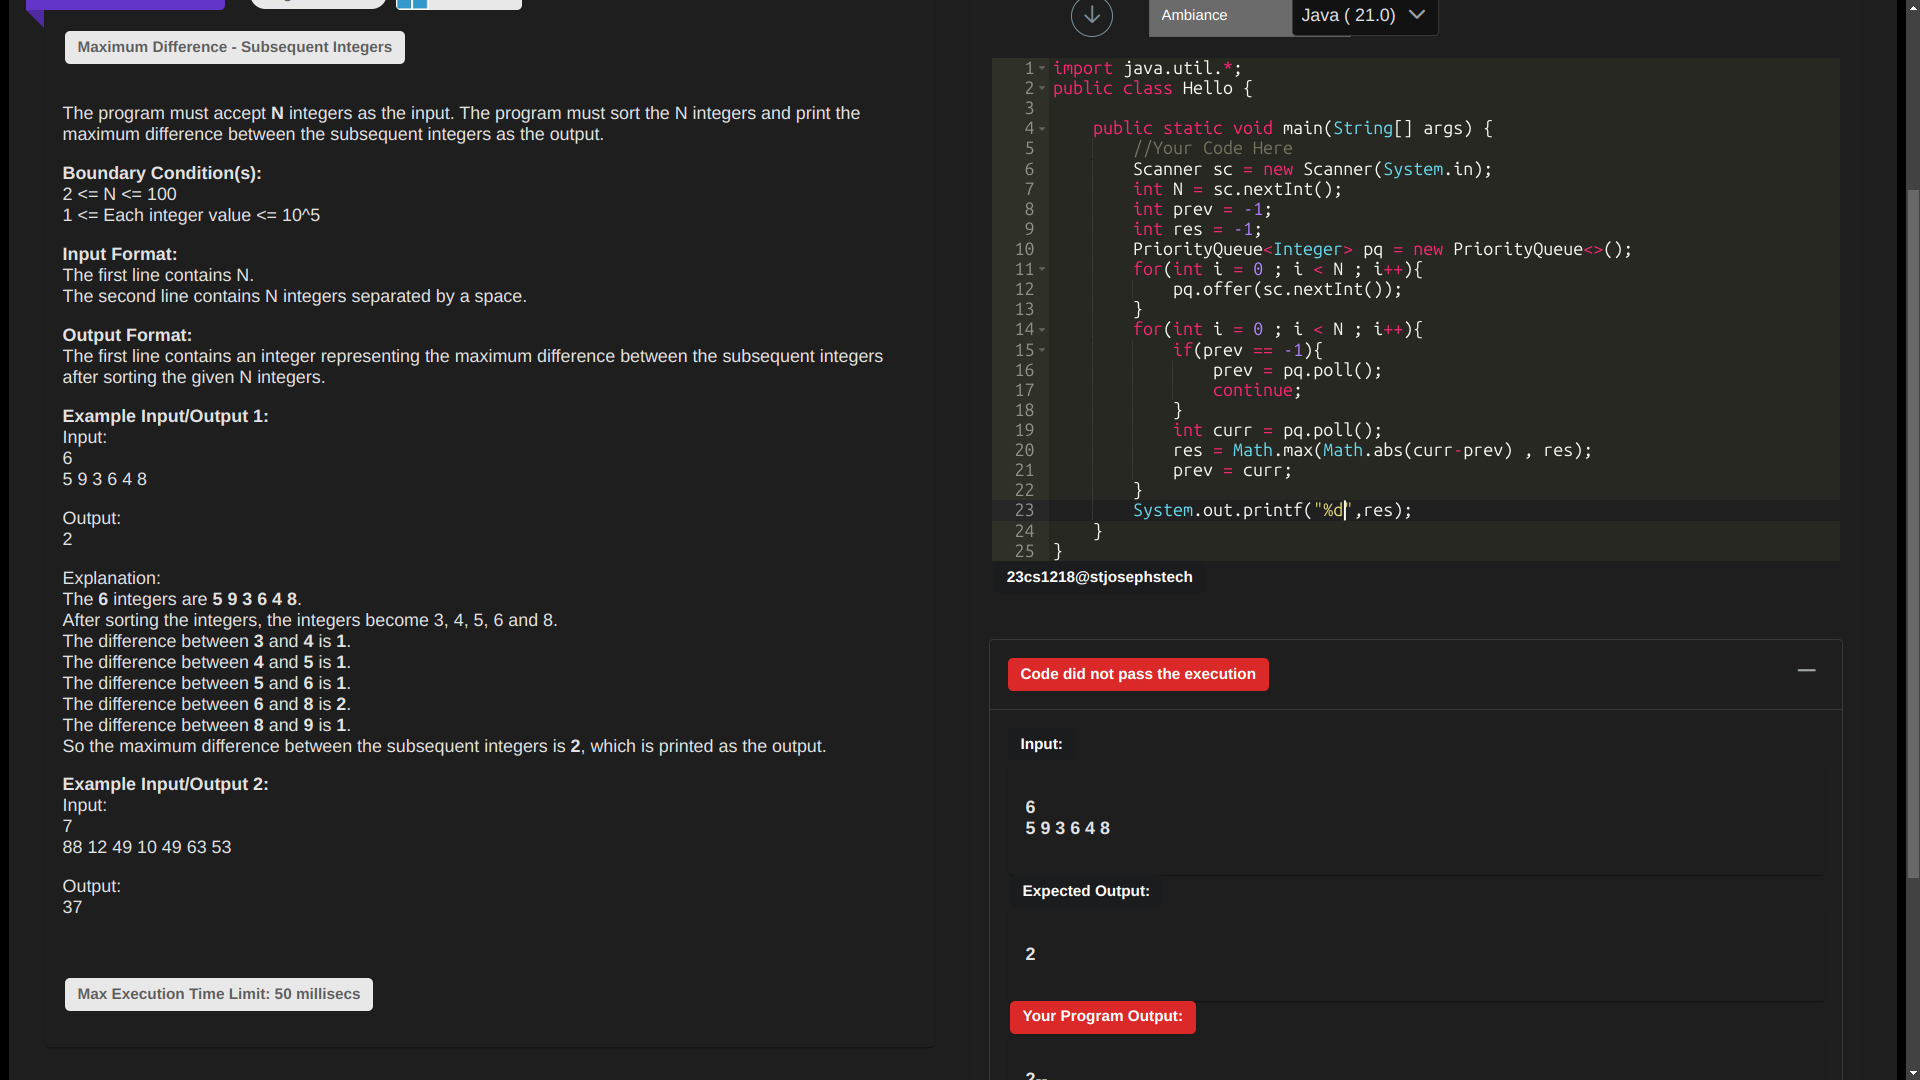 Maximum Difference - Subsequent Integers
The program must accept N integers as the input. The program must sort the N integers and print the
maximum difference between the subsequent integers as the output.
Boundary Condition(s):
2 <= N <= 100
1 <= Each integer value <= 10^5
Input Format:
The first line contains N.
The second line contains N integers separated by a space.
Output Format:
The first line contains an integer representing the maximum difference between the subsequent integers
after sorting the given N integers.
Example Input/Output 1:
Input:
6
5 9 3 6 4 8
Output:
2
Explanation:
The 6 integers are 5 9 3 6 4 8.
After sorting the integers, the integers become 3, 4, 5, 6 and 8.
The difference between 3 and 4 is 1.
The difference between 4 and 5 is 1.
The difference between 5 and 6 is 1.
The difference between 6 and 8 is 2.
The difference between 8 and 9 is 1.
So the maximum difference between the subsequent integers is 2, which is printed as the output.
Example Input/Output 2:
Input:
7
88 12 49 10 49 63 53
Output:
37
Max Execution Time Limit: 50 millisecs
Ambiance
Java ( 21.0)
1 import java.util.*;
2 public class Hello {
3
4     public static void main(String[] args) {
5         //Your Code Here
6         Scanner sc = new Scanner(System.in);
7         int N = sc.nextInt();
8         int prev = -1;
9         int res = -1;
10         PriorityQueue<Integer> pq = new PriorityQueue<>();
11         for(int i = 0 ; i < N ; i++){
12             pq.offer(sc.nextInt());
13         }
14         for(int i = 0 ; i < N ; i++){
15             if(prev == -1){
16                 prev = pq.poll();
17                 continue;
18             }
19             int curr = pq.poll();
20             res = Math.max(Math.abs(curr-prev) , res);
21             prev = curr;
22         }
23         System.out.printf("%d",res);
24     }
25 }
23cs1218@stjosephstech
Code did not pass the execution
Input:
6
5 9 3 6 4 8
Expected Output:
2
Your Program Output: